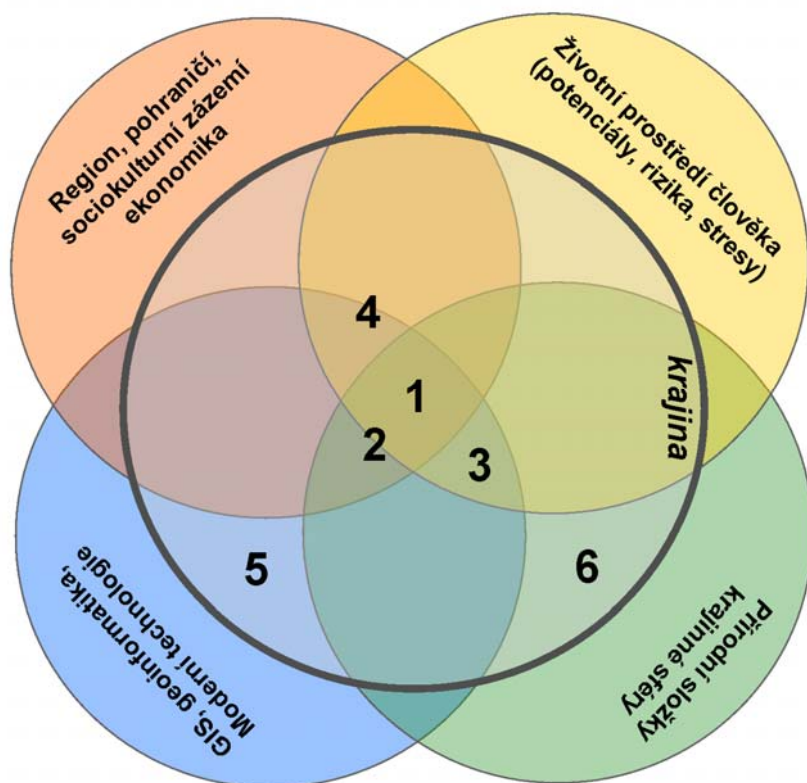 Region, pohraničí,
sociokulturní zázemí
ekonomika
Životní prostředí člověka
(potenciály, rizika, stresy)
4
1
krajina
2
3
5
6
GIS, geoinformatika,
Moderní technologie
Přírodní složky
krajinné sféry